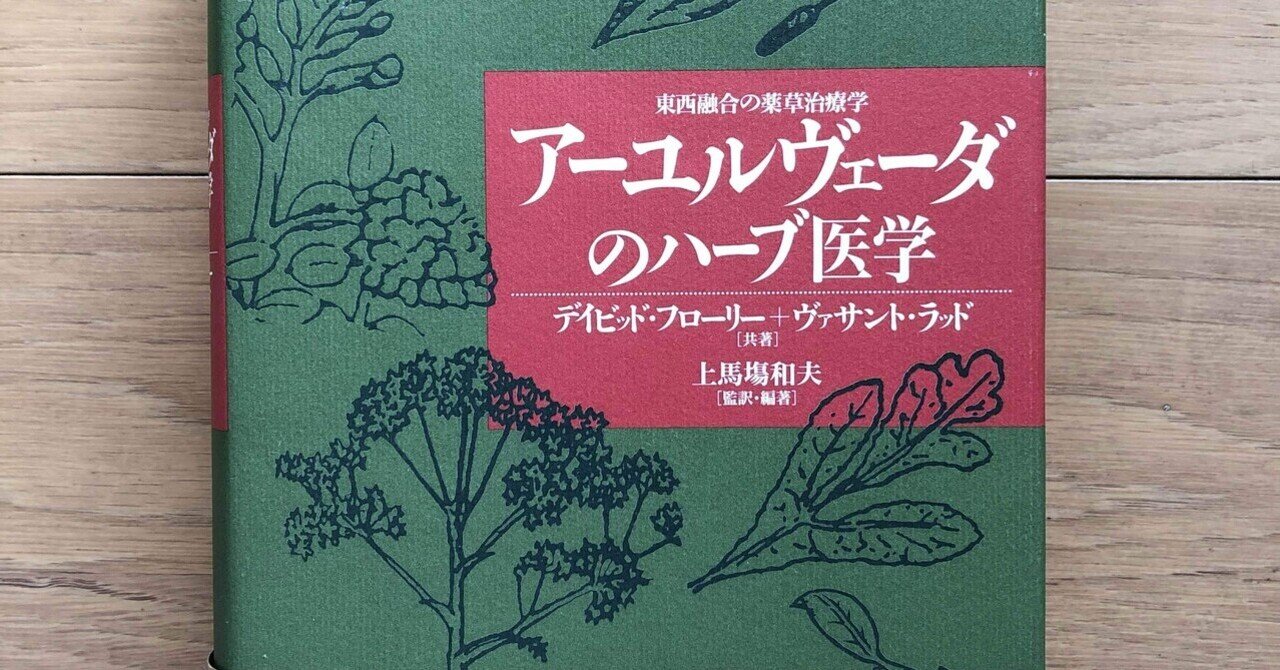 東西融合の薬草治療学
アーユルヴェーダ
のハーブ医学
デイビッド・フローリー+ヴァサント・ラッド
[共著]
上馬塲和夫
[監訳・編著]